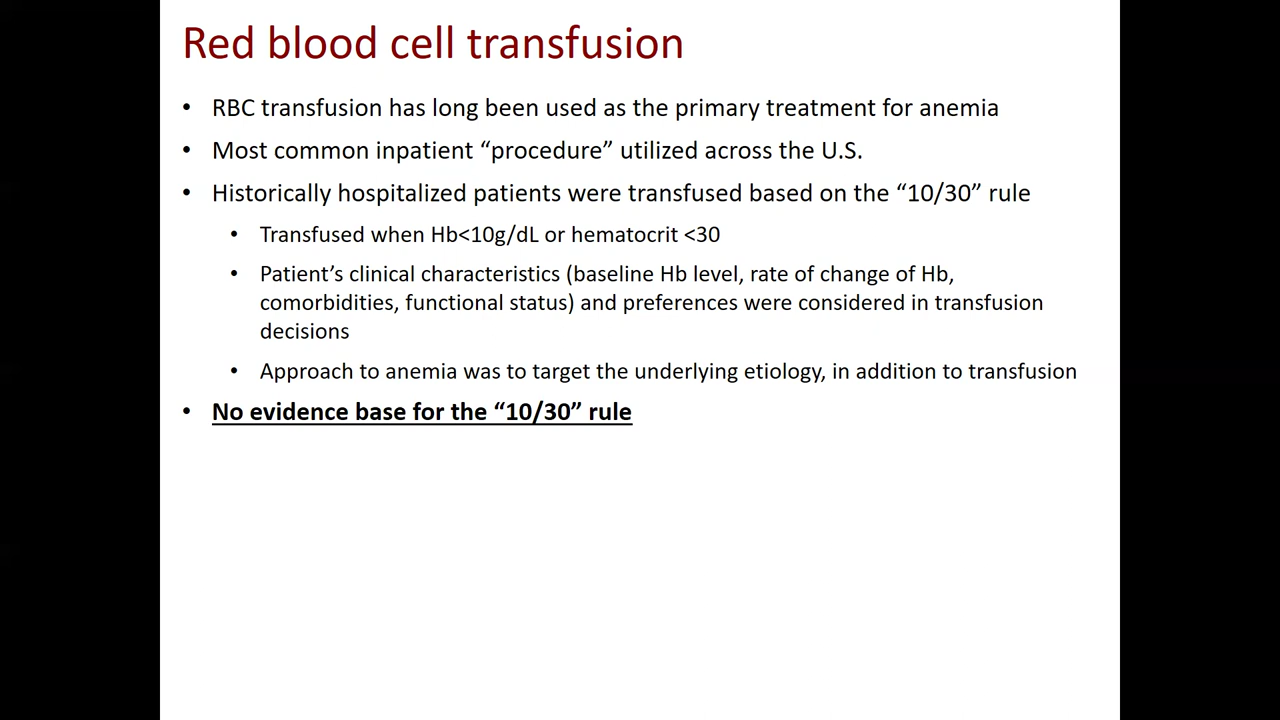 Red blood cell transfusion
• RBC transfusion has long been used as the primary treatment for anemia
• Most common inpatient “procedure” utilized across the U.S.
• Historically hospitalized patients were transfused based on the “10/30” rule
• Transfused when Hb<10g/dL or hematocrit <30
• Patient’s clinical characteristics (baseline Hb level, rate of change of Hb,
comorbidities, functional status) and preferences were considered in transfusion
decisions
• Approach to anemia was to target the underlying etiology, in addition to transfusion
• No evidence base for the “10/30” rule